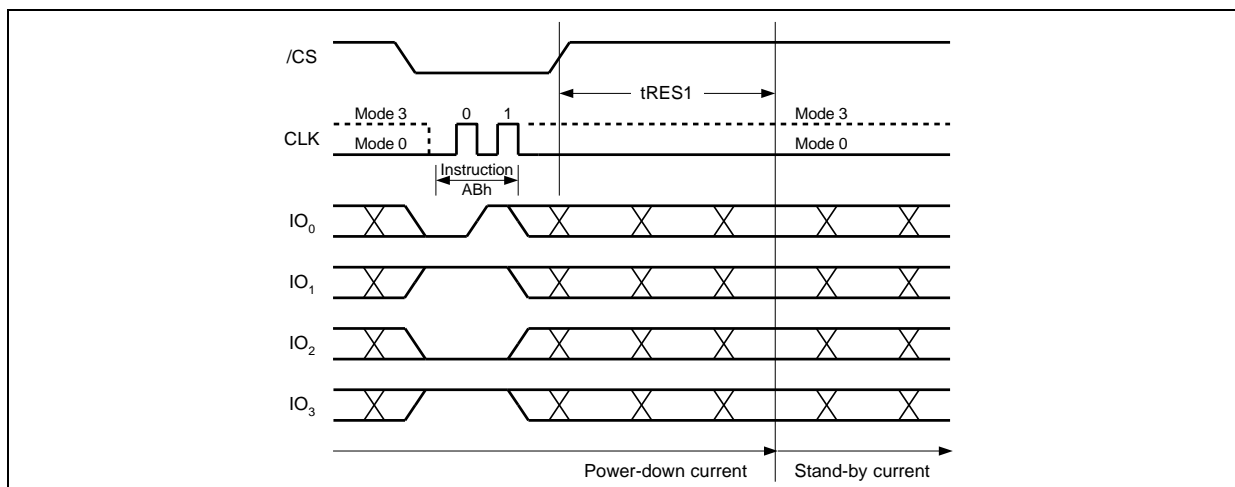 /CS
tRES1
Mode 3 0 1 Mode 3
CLK
Mode 0 Mode 0
Instruction
ABh
IO0
IO1
IO2
IO3
Power-down current Stand-by current